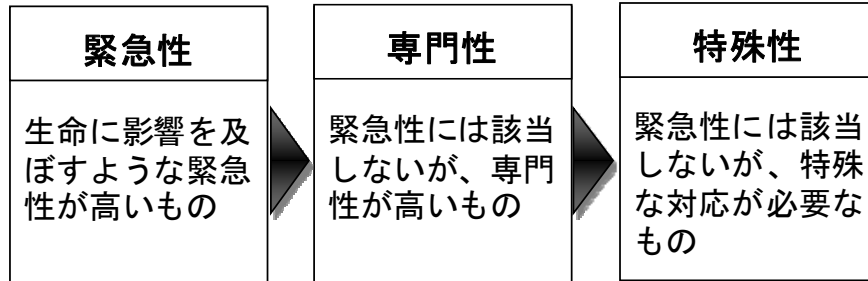 緊急性
生命に影響を及
ぼすような緊急
性が高いもの
専門性
緊急性には該当
しないが、専門
性が高いもの
特殊性
緊急性には該当
しないが、特殊
な対応が必要な
もの